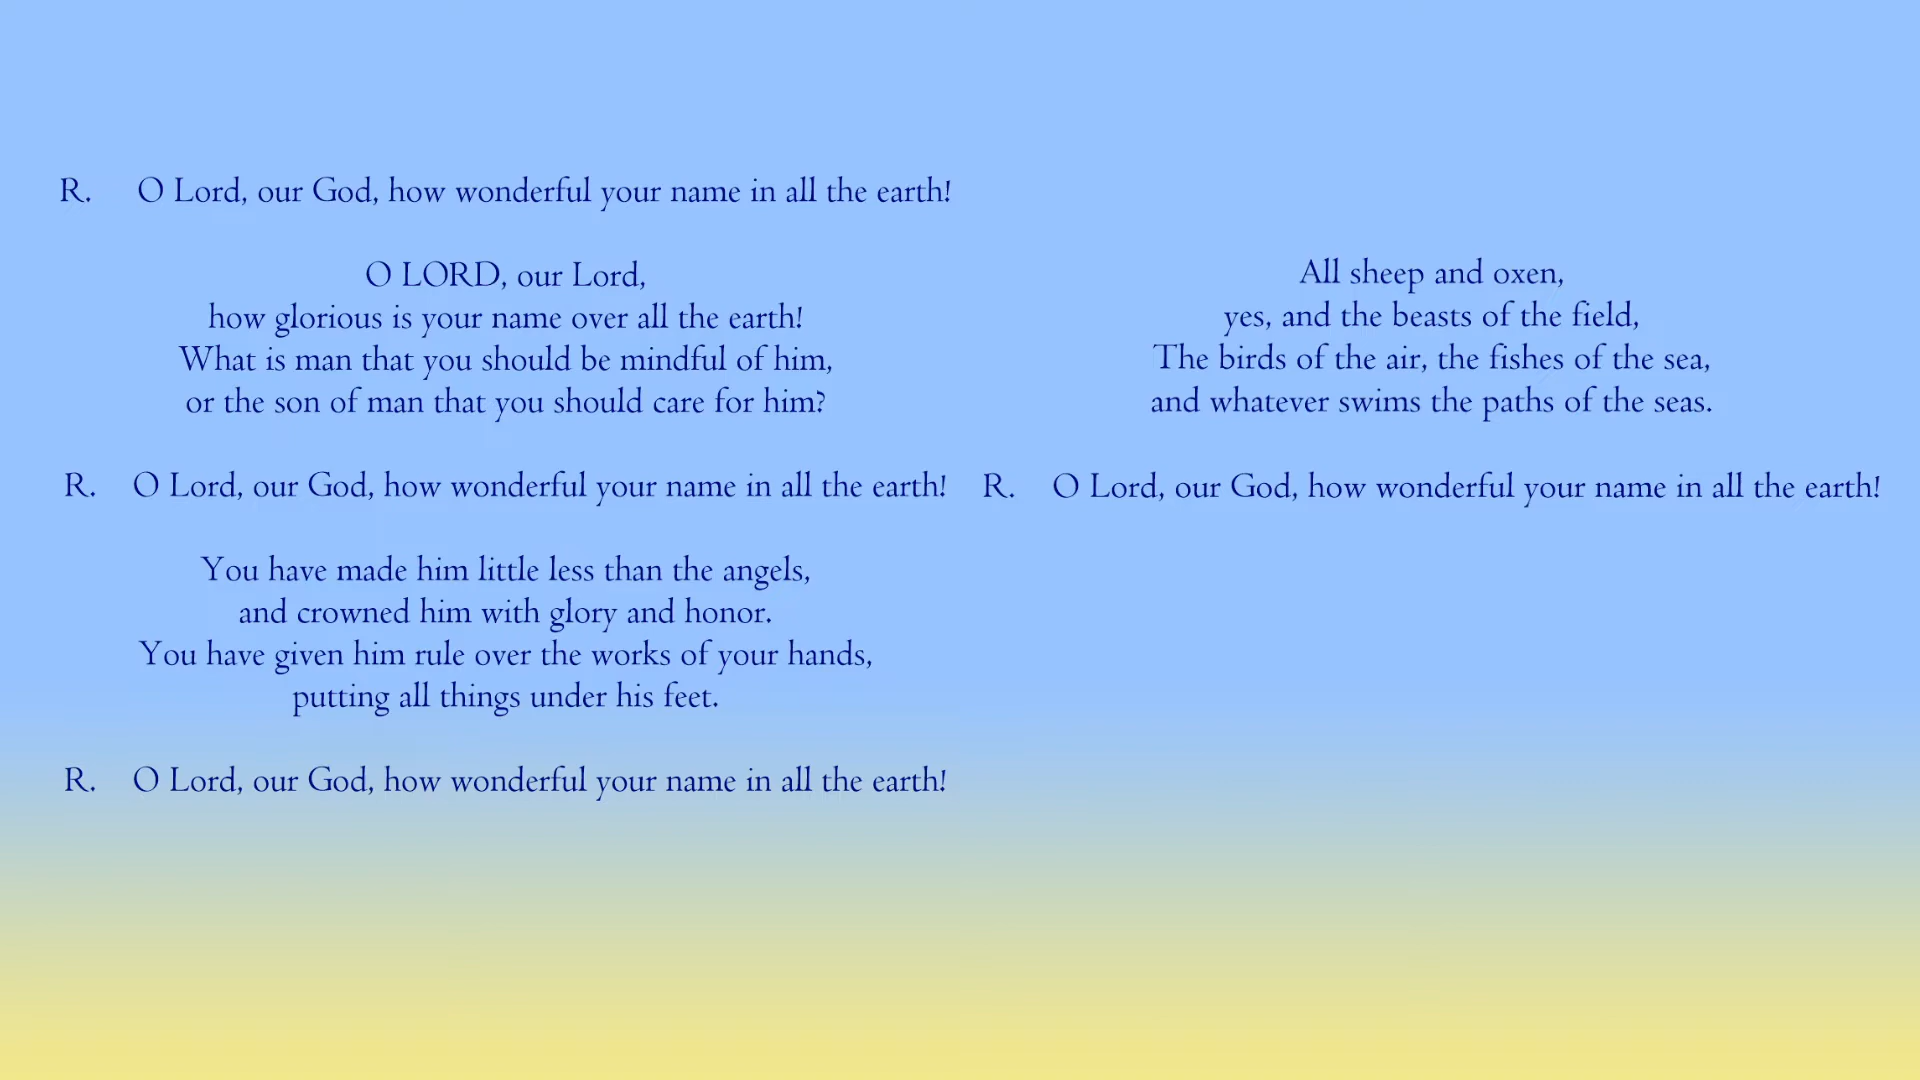 R. O Lord, our God, how wonderful your name in all the earth!
O LORD, our Lord,
how glorious is your name over all the earth!
What is man that you should be mindful of him,
or the son of man that you should care for him?
R. O Lord, our God, how wonderful your name in all the earth!
You have made him little less than the angels,
and crowned him with glory and honor.
You have given him rule over the works of your hands,
putting all things under his feet.
R. O Lord, our God, how wonderful your name in all the earth!
All sheep and oxen,
yes, and the beasts of the field,
The birds of the air, the fishes of the sea,
and whatever swims the paths of the seas.
R. O Lord, our God, how wonderful your name in all the earth!